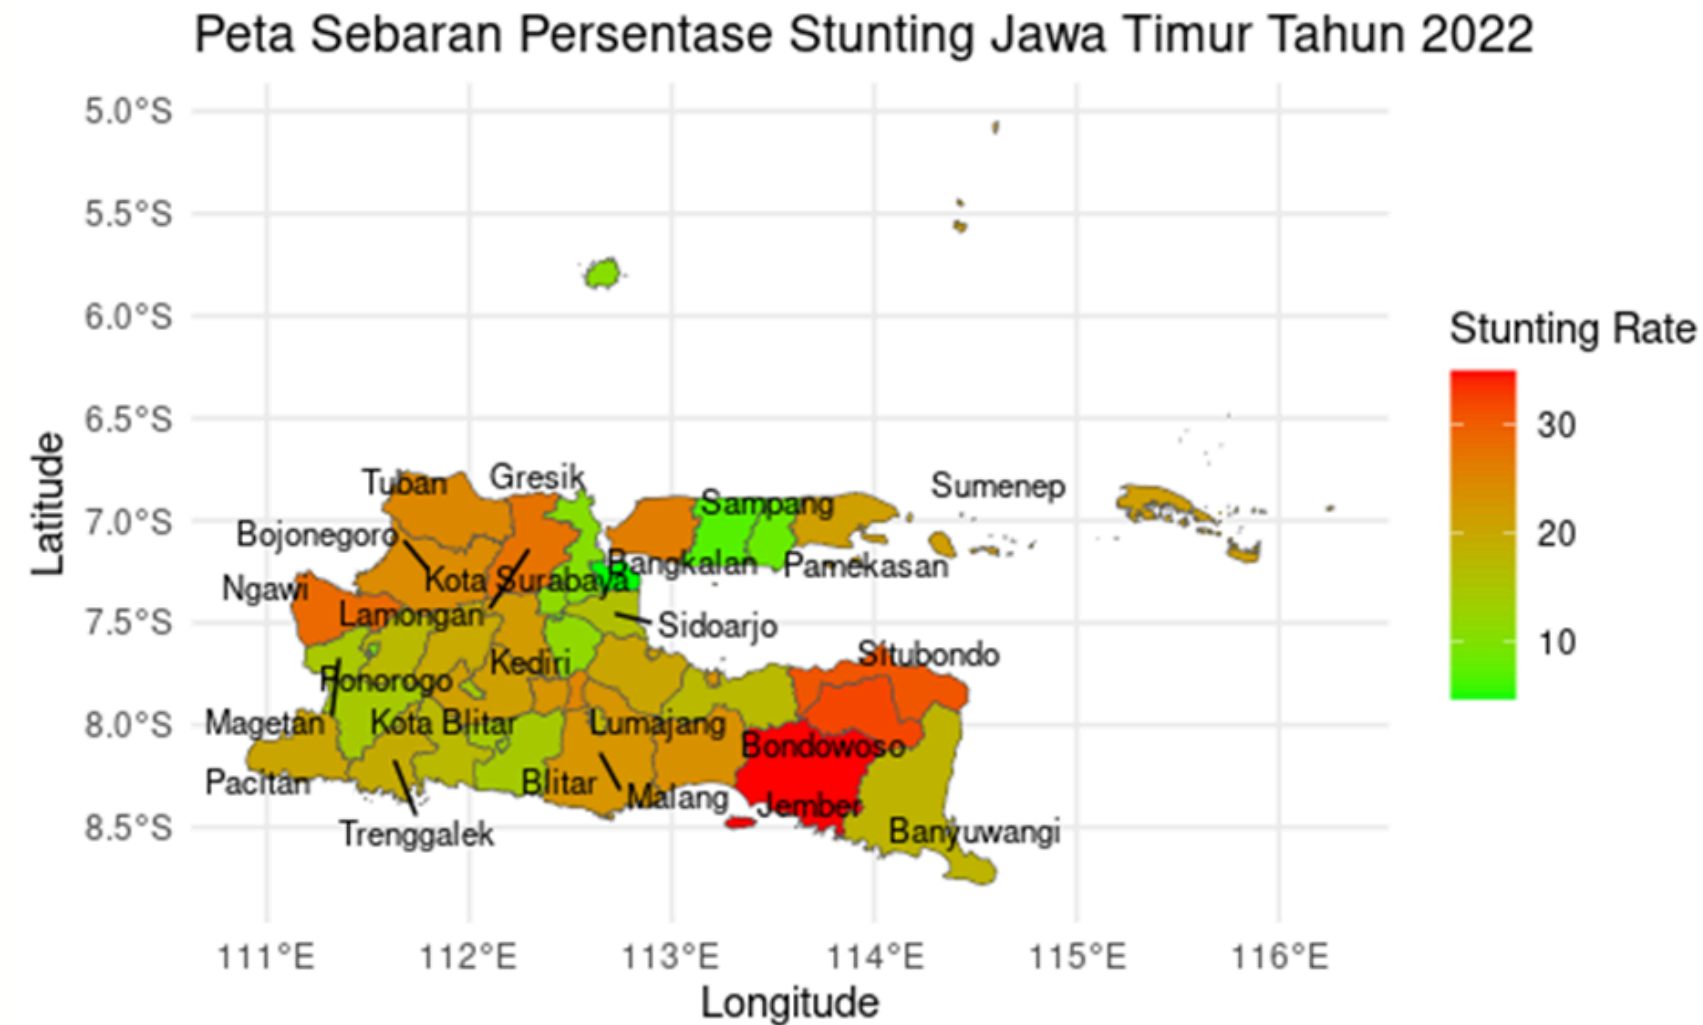 Peta Sebaran Persentase Stunting Jawa Timur Tahun 2022
5.0°S
5.5°S
6.0°S
6.5°S
7.0°S
7.5°S
8.0°S
8.5°S
Latitude
Tuban
Gresik
Sampang
Sumenep
Bojonegoro
Bangkalan
Pamekasan
Ngawi
Kota Surabaya
Lamongan
Sidoarjo
Kediri
Situbondo
Ponorogo
Magetan
Kota Blitar
Lumajang
Bondowoso
Pacitan
Blitar
Malang
Jember
Trenggalek
Banyuwangi
111°E
112°E
113°E
114°E
115°E
116°E
Longitude
Stunting Rate
30
20
10